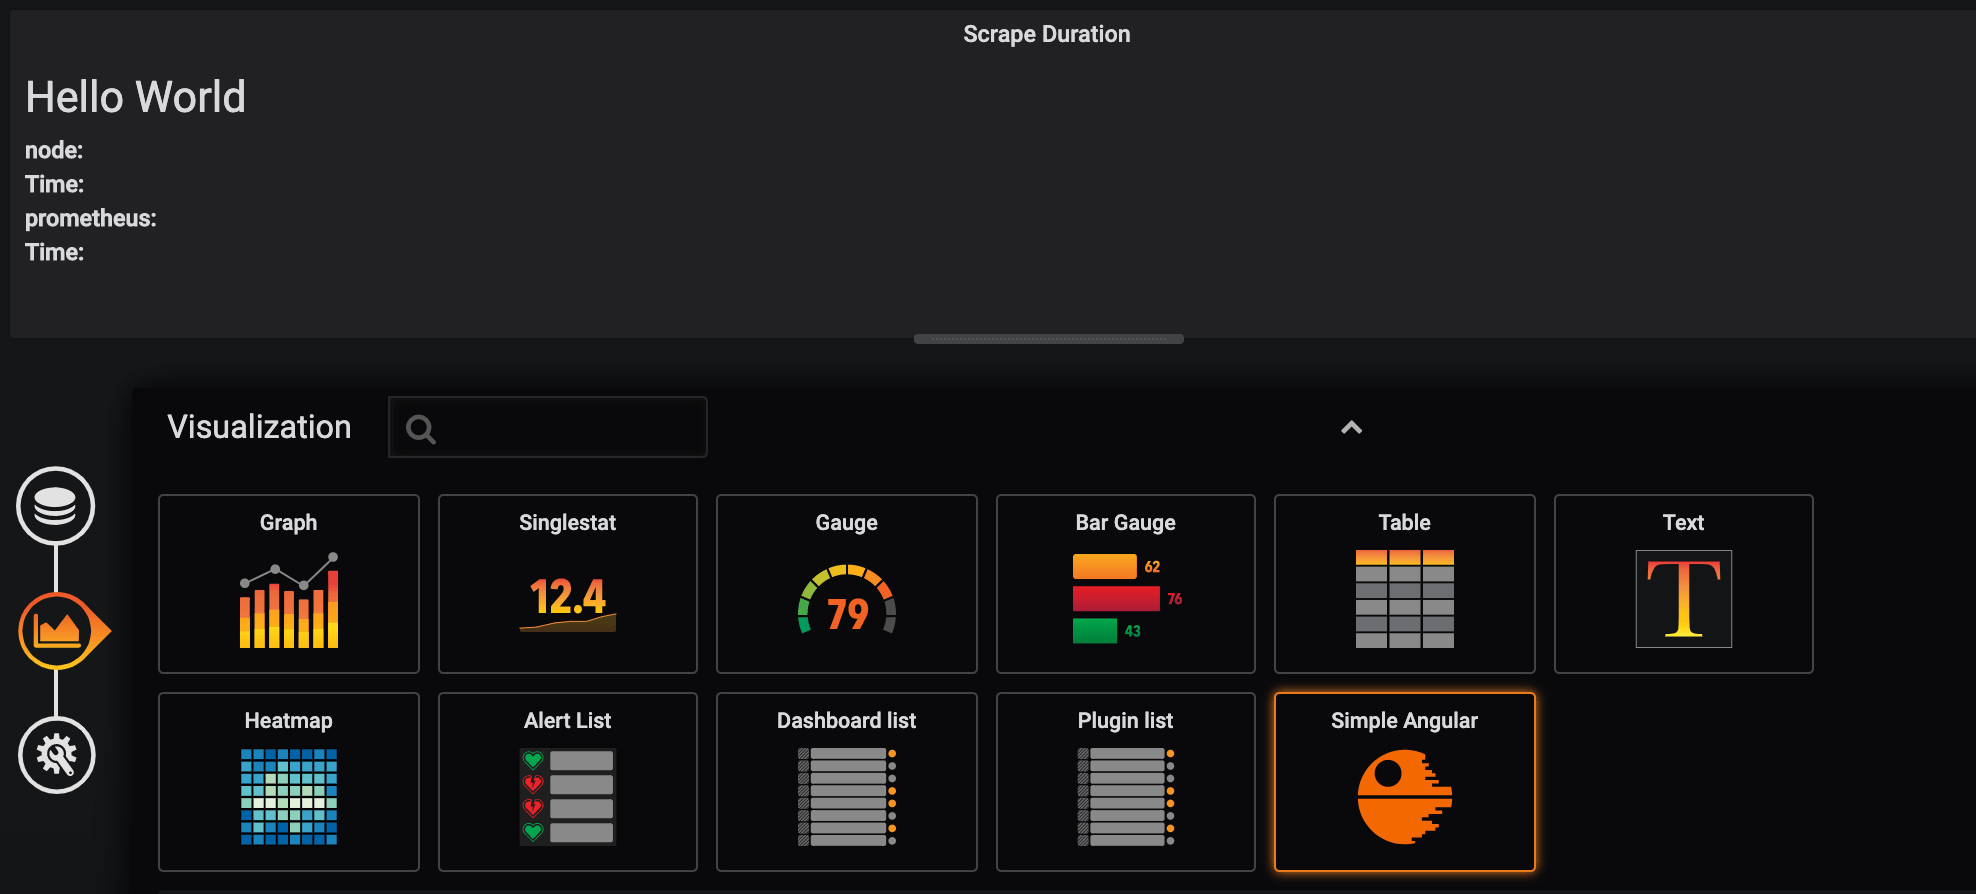 Scrape Duration
Hello World
node:
Time:
prometheus:
Time:
Visualization
Graph
Singlestat
12.4
Gauge
79
Bar Gauge
62
76
43
Table
Text
T
Heatmap
Alert List
Dashboard list
Plugin list
Simple Angular